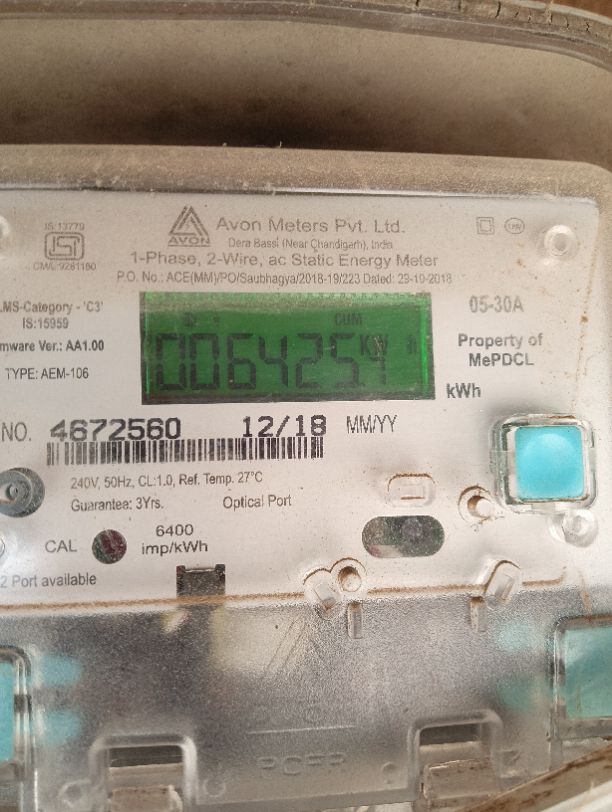 IS:13779
ISI
CM/L:9281180
AVON
Avon Meters Pvt. Ltd.
Dera Bassi (Near Chandigarh), India
1-Phase, 2-Wire, ac Static Energy Meter
P.O. No.: ACE(MM)/PO/Saubhagya/2018-19/223 Dated: 29-10-2018
LMS-Category - 'C3'
IS:15959
mware Ver.: AA1.00
TYPE: AEM-106
CUM
KW h
kWh
05-30A
Property of
MePDCL
NO. 4672560 12/18 MM/YY
240V, 50Hz, CL:1.0, Ref. Temp. 27°C
Guarantee: 3Yrs. Optical Port
CAL
6400
imp/kWh
2 Port available